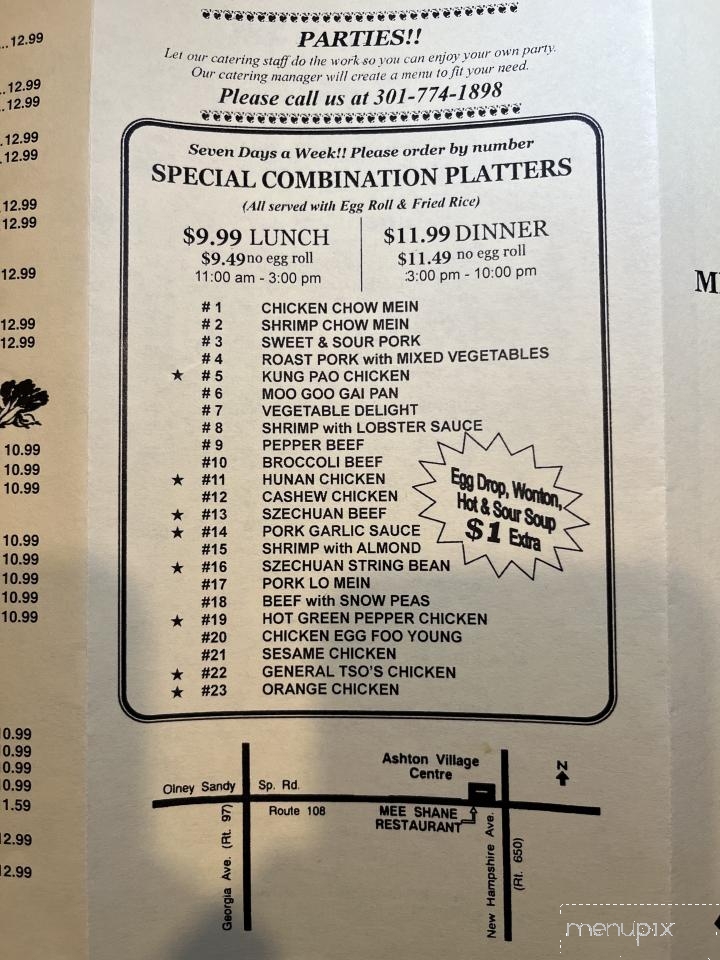 ..12.99
..12.99
..12.99
.12.99
.12.99
12.99
12.99
12.99
12.99
12.99
10.99
10.99
10.99
10.99
10.99
10.99
10.99
10.99
0.99
0.99
0.99
0.99
1.59
2.99
2.99
PARTIES!!
Let our catering staff do the work so you can enjoy your own party.
Our catering manager will create a menu to fit your need.
Please call us at 301-774-1898
Seven Days a Week!! Please order by number
SPECIAL COMBINATION PLATTERS
(All served with Egg Roll & Fried Rice)
$9.99 LUNCH
$9.49 no egg roll
11:00 am - 3:00 pm
$11.99 DINNER
$11.49 no egg roll
3:00 pm - 10:00 pm
# 1 CHICKEN CHOW MEIN
# 2 SHRIMP CHOW MEIN
# 3 SWEET & SOUR PORK
# 4 ROAST PORK with MIXED VEGETABLES
★ # 5 KUNG PAO CHICKEN
# 6 MOO GOO GAI PAN
# 7 VEGETABLE DELIGHT
# 8 SHRIMP with LOBSTER SAUCE
# 9 PEPPER BEEF
#10 BROCCOLI BEEF
★ #11 HUNAN CHICKEN
#12 CASHEW CHICKEN
★ #13 SZECHUAN BEEF
★ #14 PORK GARLIC SAUCE
#15 SHRIMP with ALMOND
★ #16 SZECHUAN STRING BEAN
#17 PORK LO MEIN
#18 BEEF with SNOW PEAS
★ #19 HOT GREEN PEPPER CHICKEN
#20 CHICKEN EGG FOO YOUNG
#21 SESAME CHICKEN
★ #22 GENERAL TSO'S CHICKEN
★ #23 ORANGE CHICKEN
Egg Drop, Wonton,
Hot & Sour Soup
$1 Extra
Ashton Village
Centre
N
Olney Sandy Sp. Rd.
Route 108
MEE SHANE
RESTAURANT
Georgia Ave. (Rt. 97)
New Hampshire Ave.
(Rt. 650)
M
menupix